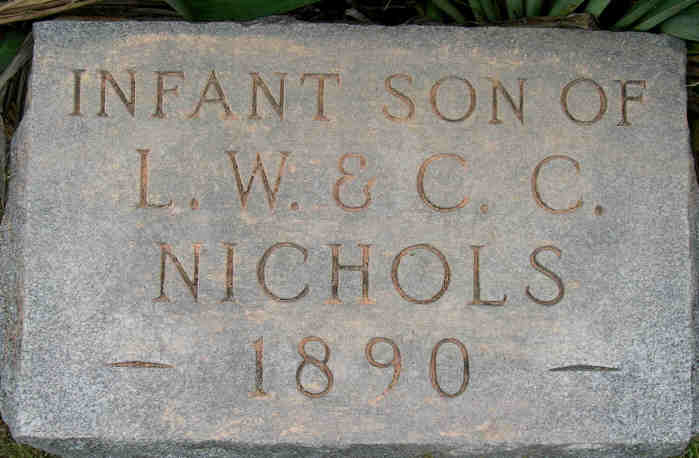 INFANT SON OF
L. W. & C. C.
NICHOLS
- 1890 -